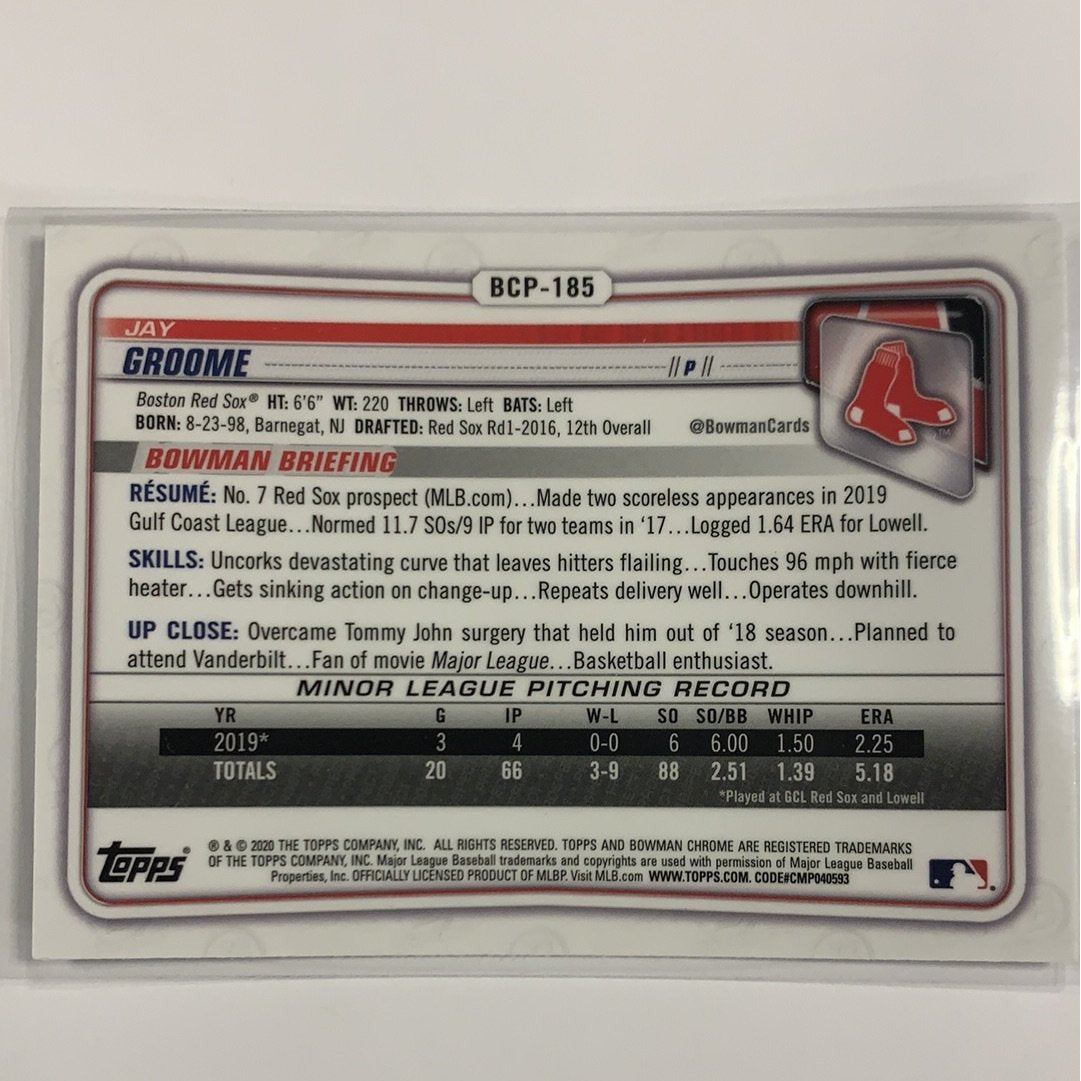 BCP-185
JAY
GROOME // P //
Boston Red Sox® HT: 6'6" WT: 220 THROWS: Left BATS: Left
BORN: 8-23-98, Barnegat, NJ DRAFTED: Red Sox Rd1-2016, 12th Overall @BowmanCards
TM
BOWMAN BRIEFING
RÉSUMÉ: No. 7 Red Sox prospect (MLB.com)...Made two scoreless appearances in 2019
Gulf Coast League...Normed 11.7 SOs/9 IP for two teams in '17...Logged 1.64 ERA for Lowell.
SKILLS: Uncorks devastating curve that leaves hitters flailing...Touches 96 mph with fierce
heater...Gets sinking action on change-up...Repeats delivery well...Operates downhill.
UP CLOSE: Overcame Tommy John surgery that held him out of '18 season...Planned to
attend Vanderbilt...Fan of movie Major League...Basketball enthusiast.
MINOR LEAGUE PITCHING RECORD
YR G IP W-L SO SO/BB WHIP ERA
2019* 3 4 0-0 6 6.00 1.50 2.25
TOTALS 20 66 3-9 88 2.51 1.39 5.18
*Played at GCL Red Sox and Lowell
TOPPS®
® & © 2020 THE TOPPS COMPANY, INC. ALL RIGHTS RESERVED. TOPPS AND BOWMAN CHROME ARE REGISTERED TRADEMARKS
OF THE TOPPS COMPANY, INC. Major League Baseball trademarks and copyrights are used with permission of Major League Baseball
Properties, Inc. OFFICIALLY LICENSED PRODUCT OF MLBP. Visit MLB.com WWW.TOPPS.COM. CODE#CMP040593